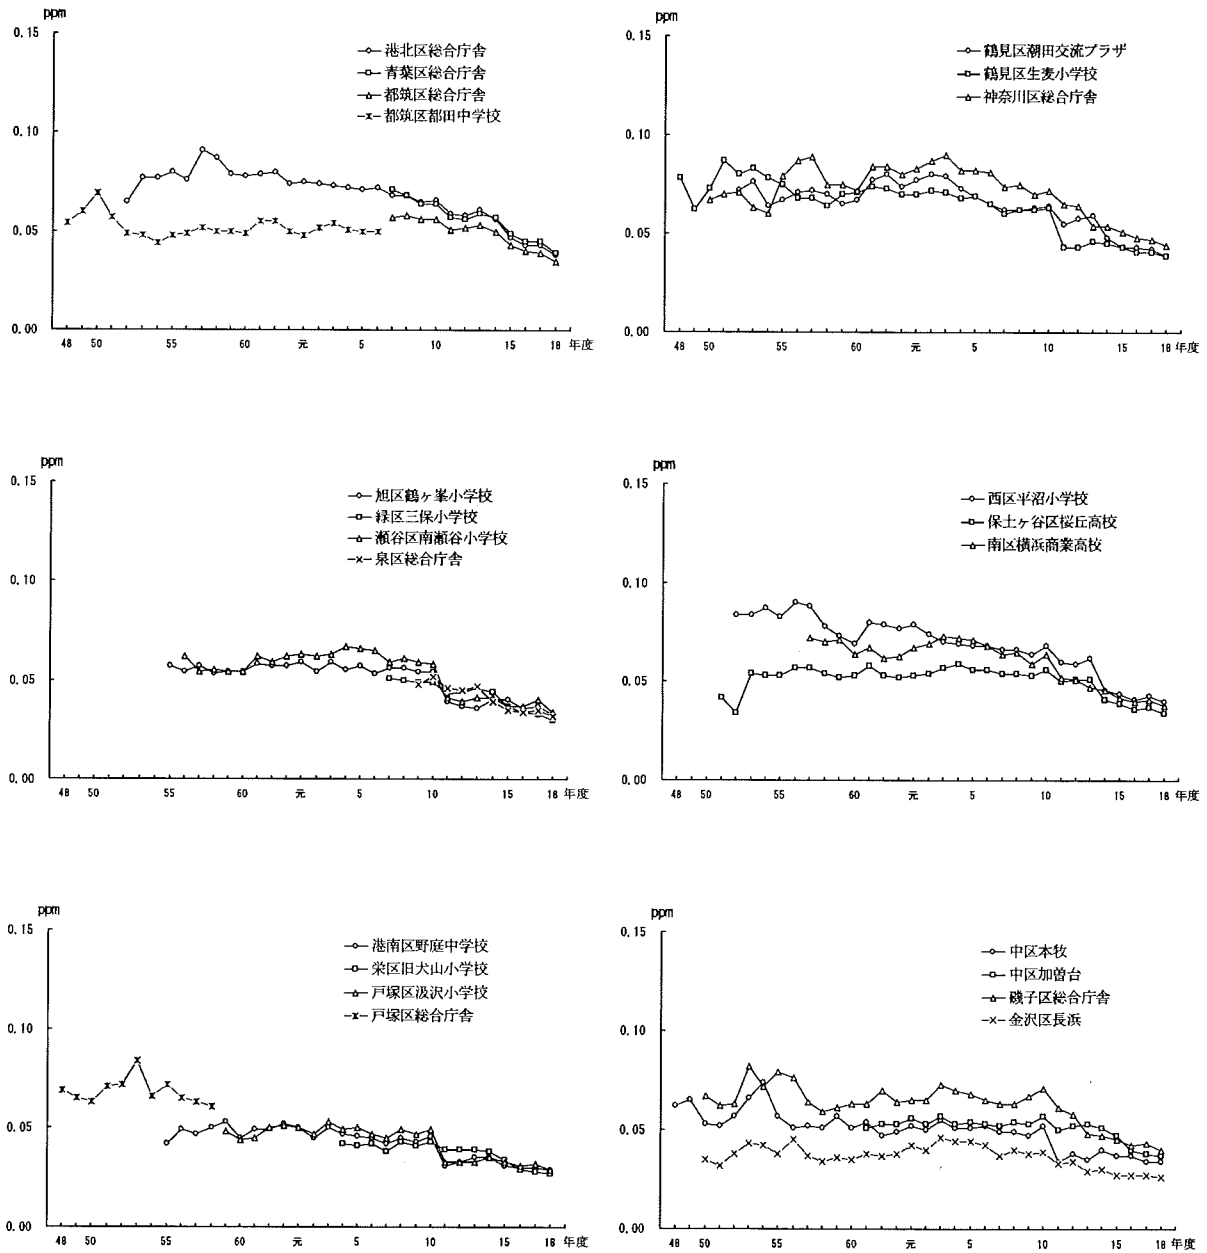 ppm
0.15
0.10
0.05
0.00
港北区総合庁舎
青葉区総合庁舎
都筑区総合庁舎
都筑区都田中学校
48 50 55 60 元 5 10 15 18 年度
ppm
0.15
0.10
0.05
0.00
鶴見区潮田交流プラザ
鶴見区生麦小学校
神奈川区総合庁舎
48 50 55 60 元 5 10 15 18 年度
ppm
0.15
0.10
0.05
0.00
旭区鶴ヶ峯小学校
緑区三保小学校
瀬谷区南瀬谷小学校
泉区総合庁舎
48 50 55 60 元 5 10 15 18 年度
ppm
0.15
0.10
0.05
0.00
西区平沼小学校
保土ヶ谷区桜丘高校
南区横浜商業高校
48 50 55 60 元 5 10 15 18 年度
ppm
0.15
0.10
0.05
0.00
港南区野庭中学校
栄区旧犬山小学校
戸塚区汲沢小学校
戸塚区総合庁舎
48 50 55 60 元 5 10 15 18 年度
ppm
0.15
0.10
0.05
0.00
中区本牧
中区加曽台
磯子区総合庁舎
金沢区長浜
48 50 55 60 元 5 10 15 18 年度